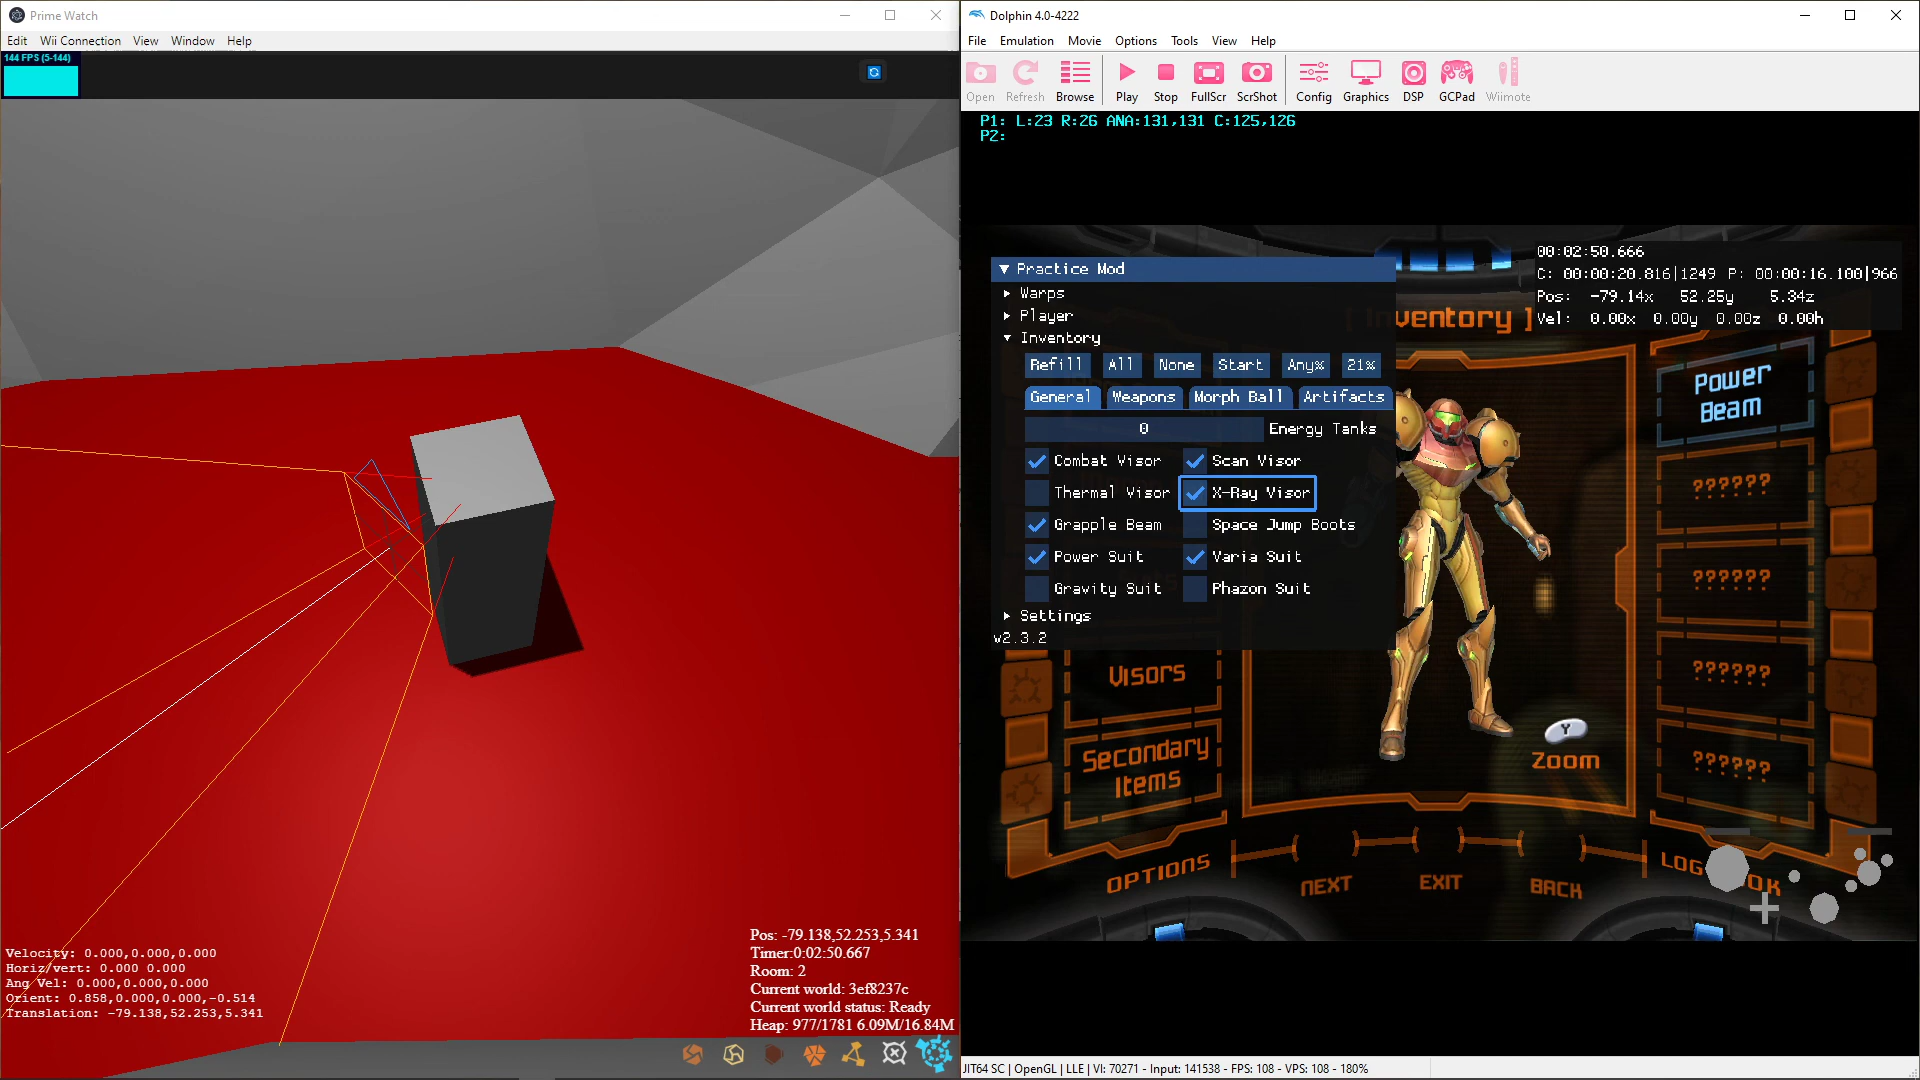 Prime Watch
Edit Wii Connection View Window Help
144 FPS (5-144)
Velocity: 0.000,0.000,0.000
Horiz/vert: 0.000 0.000
Ang Vel: 0.000,0.000,0.000
Orient: 0.858,0.000,0.000,-0.514
Translation: -79.138,52.253,5.341
Pos: -79.138,52.253,5.341
Timer:0:02:50.667
Room: 2
Current world: 3ef8237c
Current world status: Ready
Heap: 977/1781 6.09M/16.84M
Dolphin 4.0-4222
File Emulation Movie Options Tools View Help
Open Refresh Browse Play Stop FullScr ScrShot Config Graphics DSP GCPad Wiimote
P1: L:23 R:26 ANA:131,131 C:125,126
P2:
00:02:50.666
C: 00:00:20.816|1249 P: 00:00:16.100|966
Pos: -79.14x 52.25y 5.34z
Vel: 0.00x 0.00y 0.00z 0.00h
Practice Mod
Warps
Player
Inventory
Refill All None Start Any% 21%
General Weapons Morph Ball Artifacts
0 Energy Tanks
Combat Visor Scan Visor
Thermal Visor X-Ray Visor
Grapple Beam Space Jump Boots
Power Suit Varia Suit
Gravity Suit Phazon Suit
Settings
v2.3.2
[ Inventory ]
Power
Beam
??????
??????
??????
??????
Visors
Secondary
Items
Y
Zoom
OPTIONS
NEXT
EXIT
BACK
JIT64 SC | OpenGL | LLE | VI: 70271 - Input: 141538 - FPS: 108 - VPS: 108 - 180%